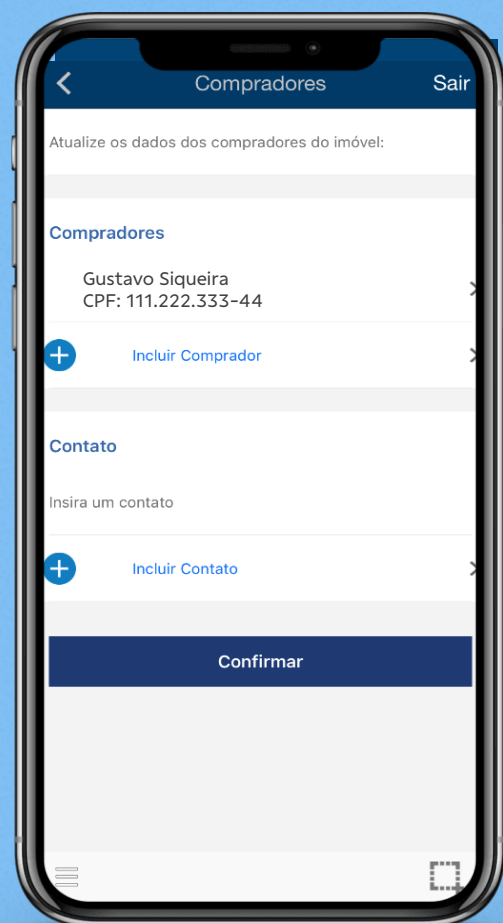 Compradores
Sair
Atualize os dados dos compradores do imóvel:
Compradores
Gustavo Siqueira
CPF: 111.222.333-44
Incluir Comprador
Contato
Insira um contato
Incluir Contato
Confirmar